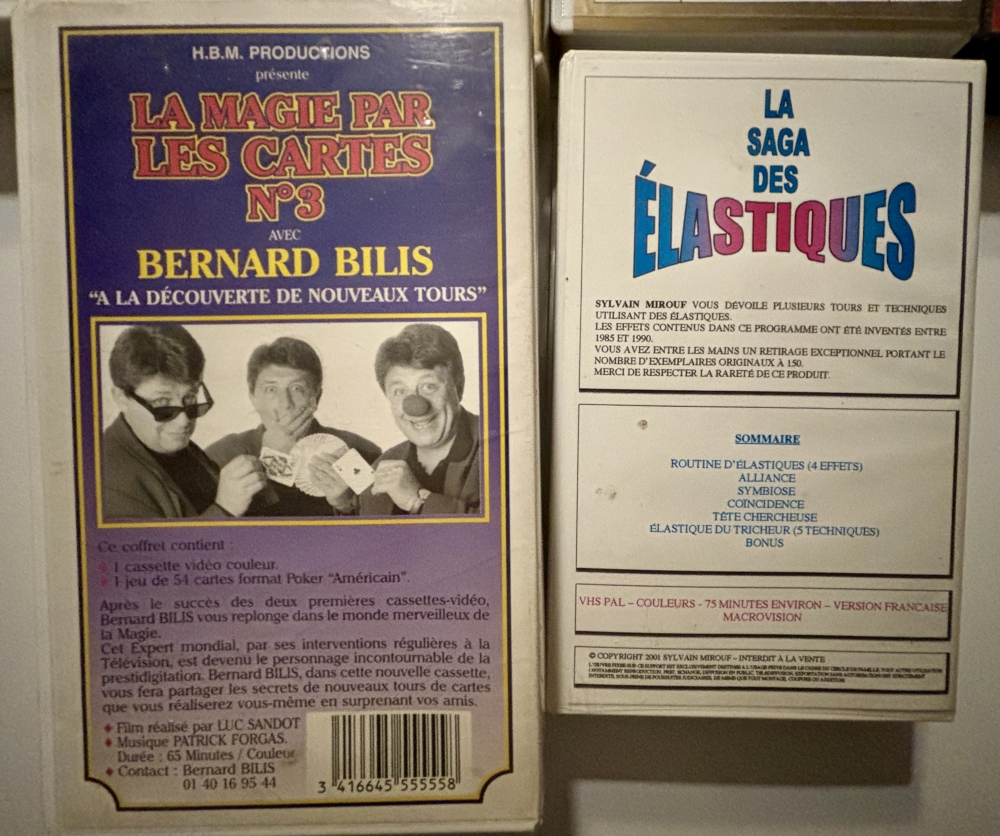 H.B.M. PRODUCTIONS
présente
LA MAGIE PAR
LES CARTES
N°3
AVEC
BERNARD BILIS
“A LA DÉCOUVERTE DE NOUVEAUX TOURS”
Ce coffret contient :
1 cassette vidéo couleur.
1 jeu de 54 cartes format Poker “Américain”.
Après le succès des deux premières cassettes-vidéo,
Bernard BILIS vous replonge dans le monde merveilleux de
la Magie.
Cet Expert mondial, par ses interventions régulières à la
Télévision, est devenu le personnage incontournable de la
prestidigitation. Bernard BILIS, dans cette nouvelle cassette,
vous fera partager les secrets de nouveaux tours de cartes
que vous réaliserez vous-même en surprenant vos amis.
♦ Film réalisé par LUC SANDOT
♦ Musique PATRICK FORGAS.
Durée : 65 Minutes / Couleur
♦ Contact : Bernard BILIS
01 40 16 95 44
3 416645 555558
LA
SAGA
DES
ÉLASTIQUES
SYLVAIN MIROUF VOUS DÉVOILE PLUSIEURS TOURS ET TECHNIQUES
UTILISANT DES ÉLASTIQUES.
LES EFFETS CONTENUS DANS CE PROGRAMME ONT ÉTÉ INVENTÉS ENTRE
1985 ET 1990.
VOUS AVEZ ENTRE LES MAINS UN RETIRAGE EXCEPTIONNEL PORTANT LE
NOMBRE D'EXEMPLAIRES ORIGINAUX À 150.
MERCI DE RESPECTER LA RARETÉ DE CE PRODUIT.
SOMMAIRE
ROUTINE D'ÉLASTIQUES (4 EFFETS)
ALLIANCE
SYMBIOSE
COÏNCIDENCE
TÊTE CHERCHEUSE
ÉLASTIQUE DU TRICHEUR (5 TECHNIQUES)
BONUS
VHS PAL – COULEURS - 75 MINUTES ENVIRON – VERSION FRANCAISE
MACROVISION
© COPYRIGHT 2001 SYLVAIN MIROUF – INTERDIT À LA VENTE